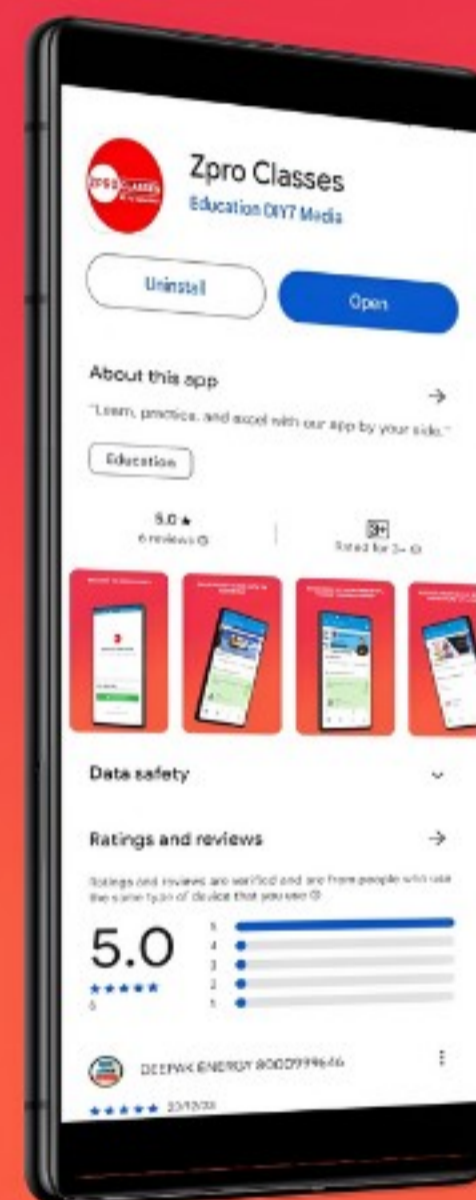 Zpro Classes
Education DIY7 Media
Uninstall
Open
About this app
"Learn, practice, and excel with our app by your side."
Education
5.0 ★
6 reviews
3+
Rated for 3+
Data safety
Ratings and reviews
Ratings and reviews are verified and are from people who use
the same type of device that you use
5.0
5
4
3
2
1
6
DEEPAK ENERGY 8000999646